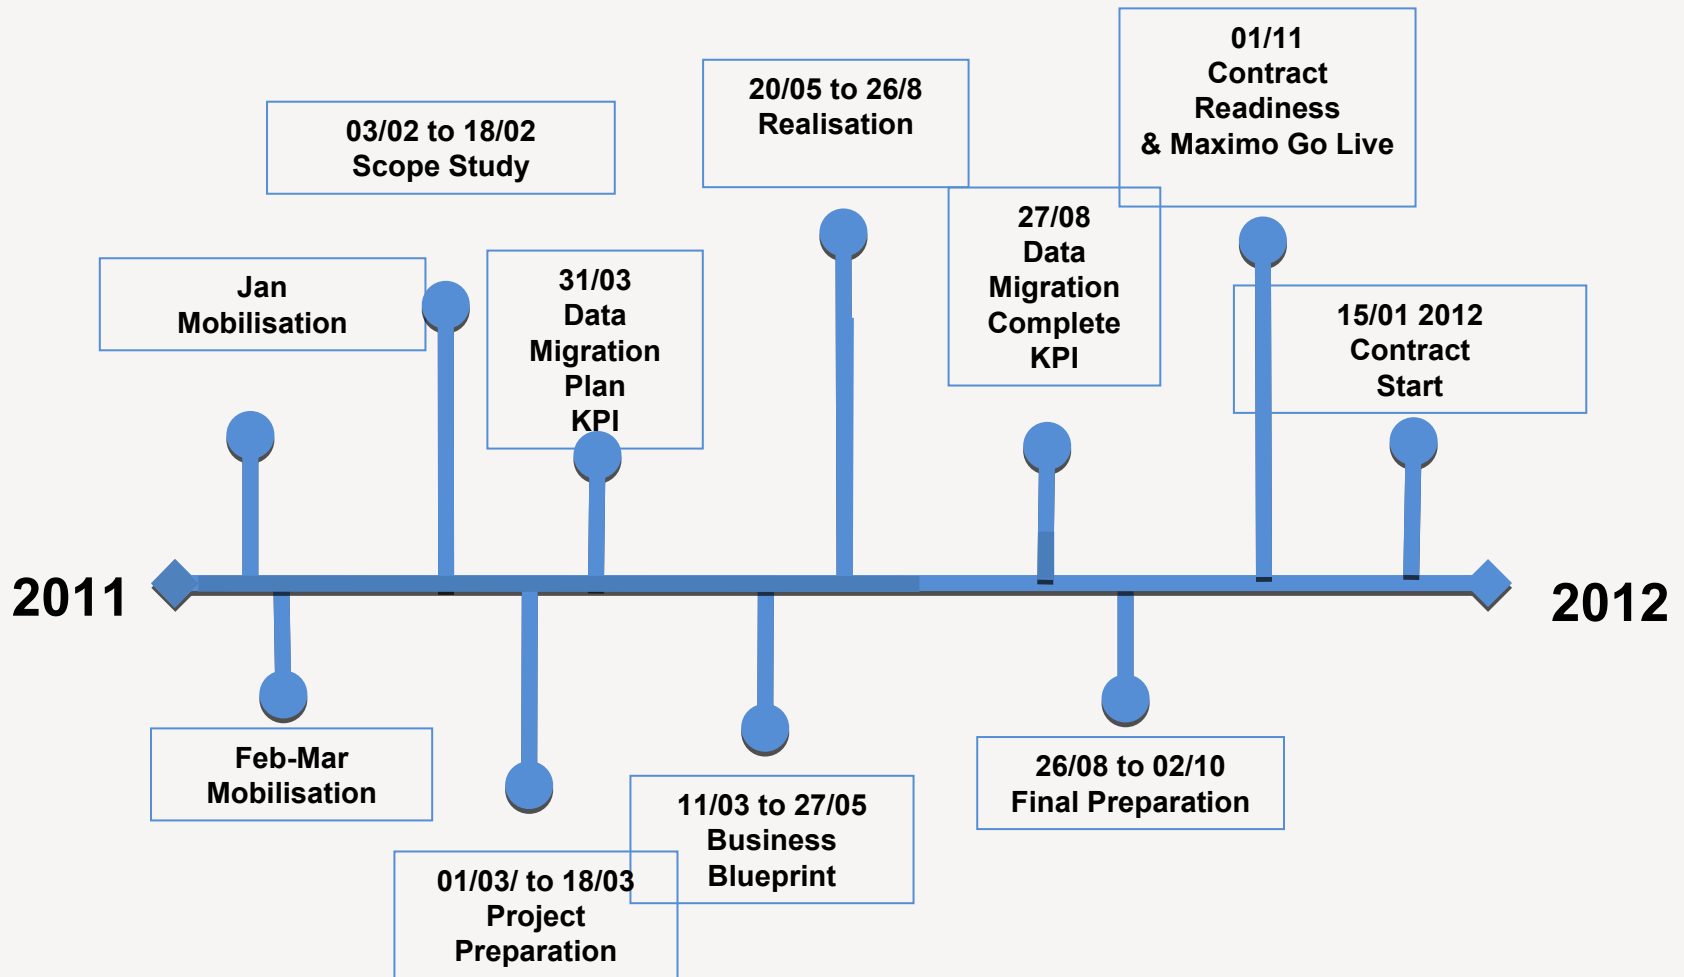 01/11
Contract
Readiness
& Maximo Go Live
20/05 to 26/8
Realisation
03/02 to 18/02
Scope Study
27/08
Data
Migration
Complete
KPI
Jan
Mobilisation
31/03
Data
Migration
Plan
KPI
15/01 2012
Contract
Start
2011
2012
Feb-Mar
Mobilisation
11/03 to 27/05
Business
Blueprint
26/08 to 02/10
Final Preparation
01/03/ to 18/03
Project
Preparation